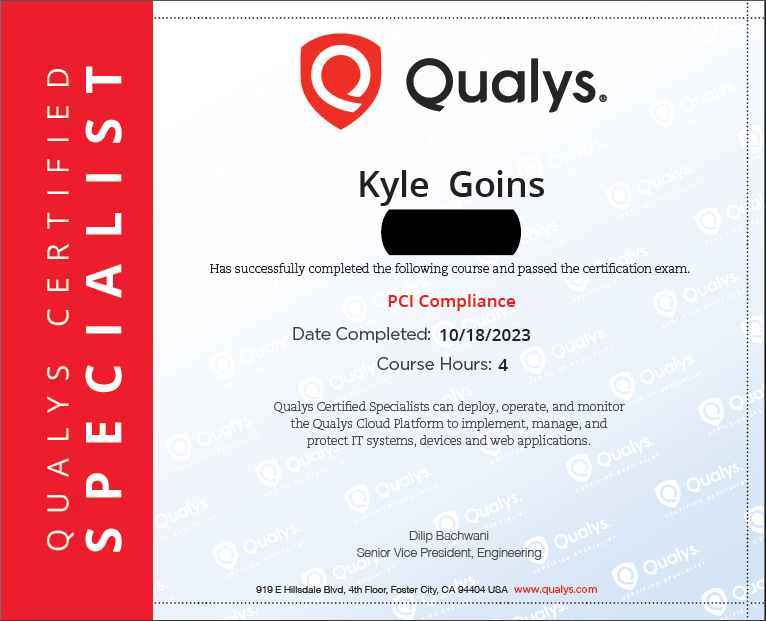 QUALYS CERTIFIED
SPECIALIST
Qualys.
Kyle Goins
Has successfully completed the following course and passed the certification exam.
PCI Compliance
Date Completed: 10/18/2023
Course Hours: 4
Qualys Certified Specialists can deploy, operate, and monitor
the Qualys Cloud Platform to implement, manage, and
protect IT systems, devices and web applications.
Dilip Bachwani
Senior Vice President, Engineering
919 E Hillsdale Blvd, 4th Floor, Foster City, CA 94404 USA www.qualys.com